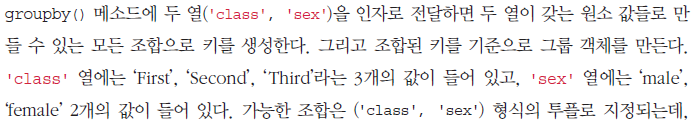 groupby() 메소드에 두 열('class', 'sex')을 인자로 전달하면 두 열이 갖는 원소 값들로 만
들 수 있는 모든 조합으로 키를 생성한다. 그리고 조합된 키를 기준으로 그룹 객체를 만든다.
'class' 열에는 ‘First’, ‘Second’, ‘Third’라는 3개의 값이 들어 있고, 'sex' 열에는 ‘male’,
‘female’ 2개의 값이 들어 있다. 가능한 조합은 ('class', 'sex') 형식의 투플로 지정되는데,